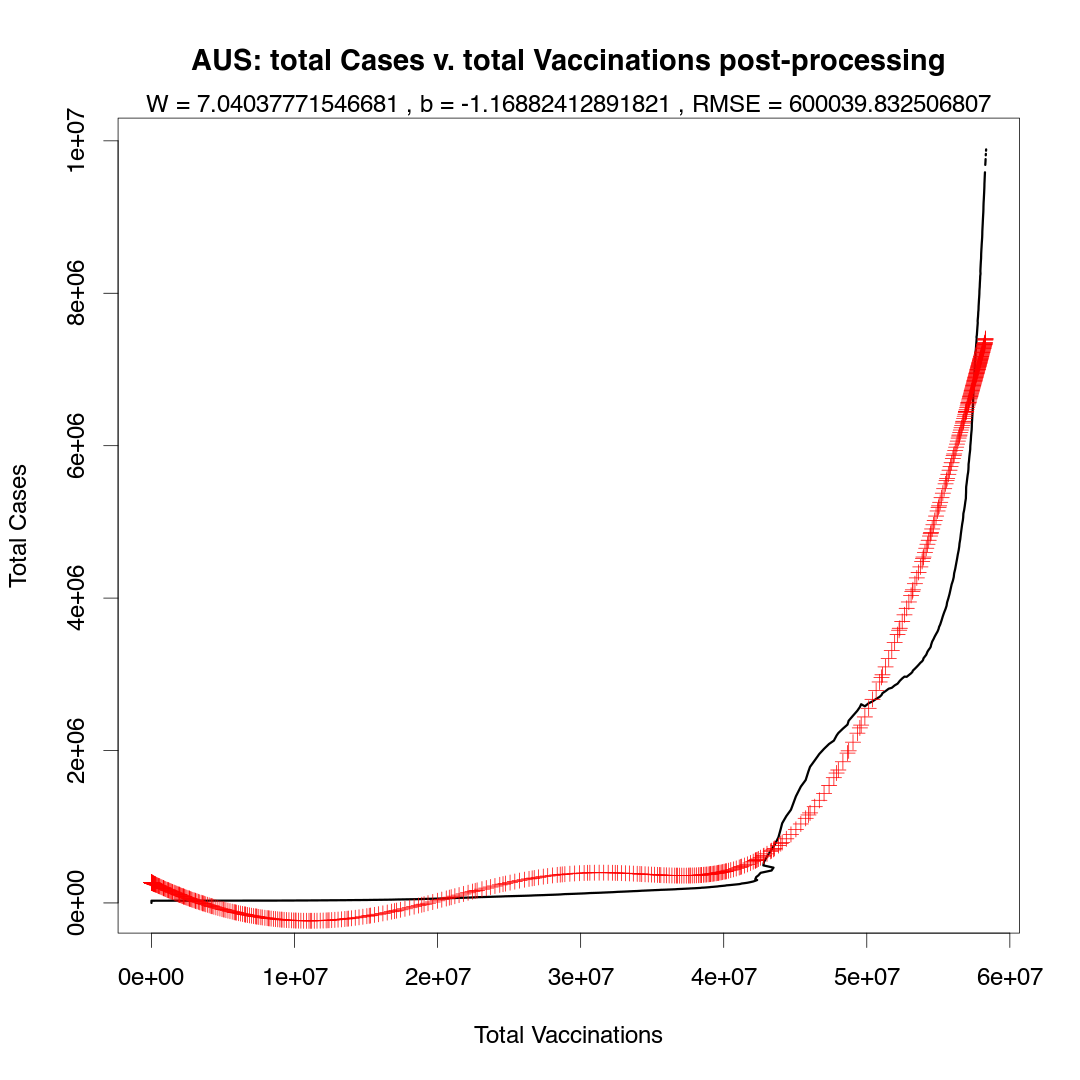 AUS: total Cases v. total Vaccinations post-processing
W = 7.04037771546681 , b = -1.16882412891821 , RMSE = 600039.832506807
1e+07
8e+06
6e+06
4e+06
2e+06
0e+00
Total Cases
0e+00 1e+07 2e+07 3e+07 4e+07 5e+07 6e+07
Total Vaccinations